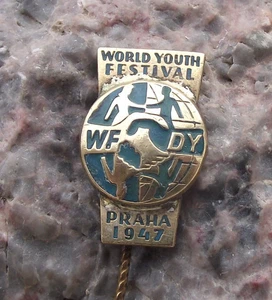 WORLD YOUTH
FESTIVAL
WF DY
PRAHA
1947